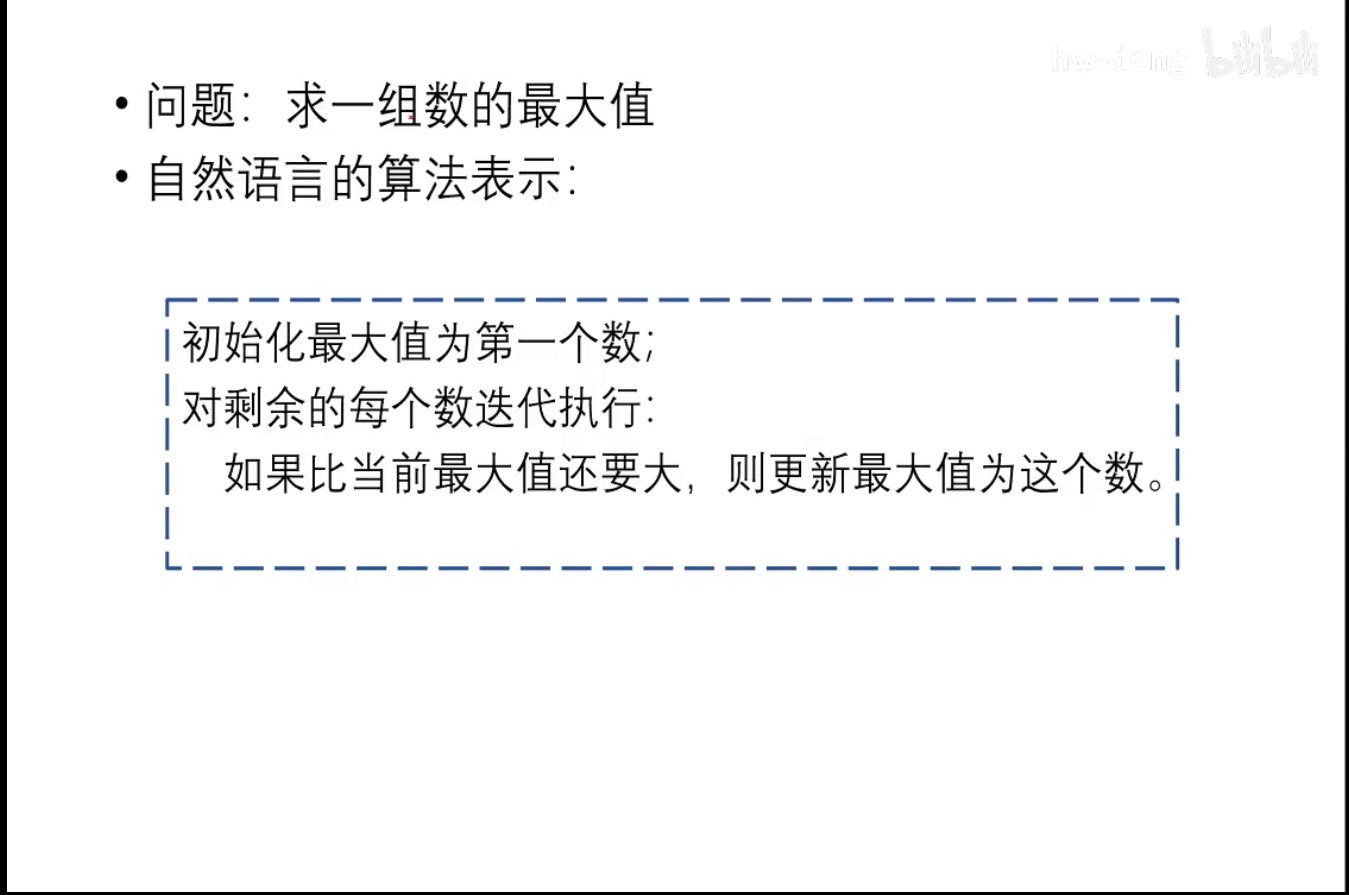 hw-dong bilibili
• 问题：求一组数的最大值
• 自然语言的算法表示：
初始化最大值为第一个数；
对剩余的每个数迭代执行：
如果比当前最大值还要大，则更新最大值为这个数。